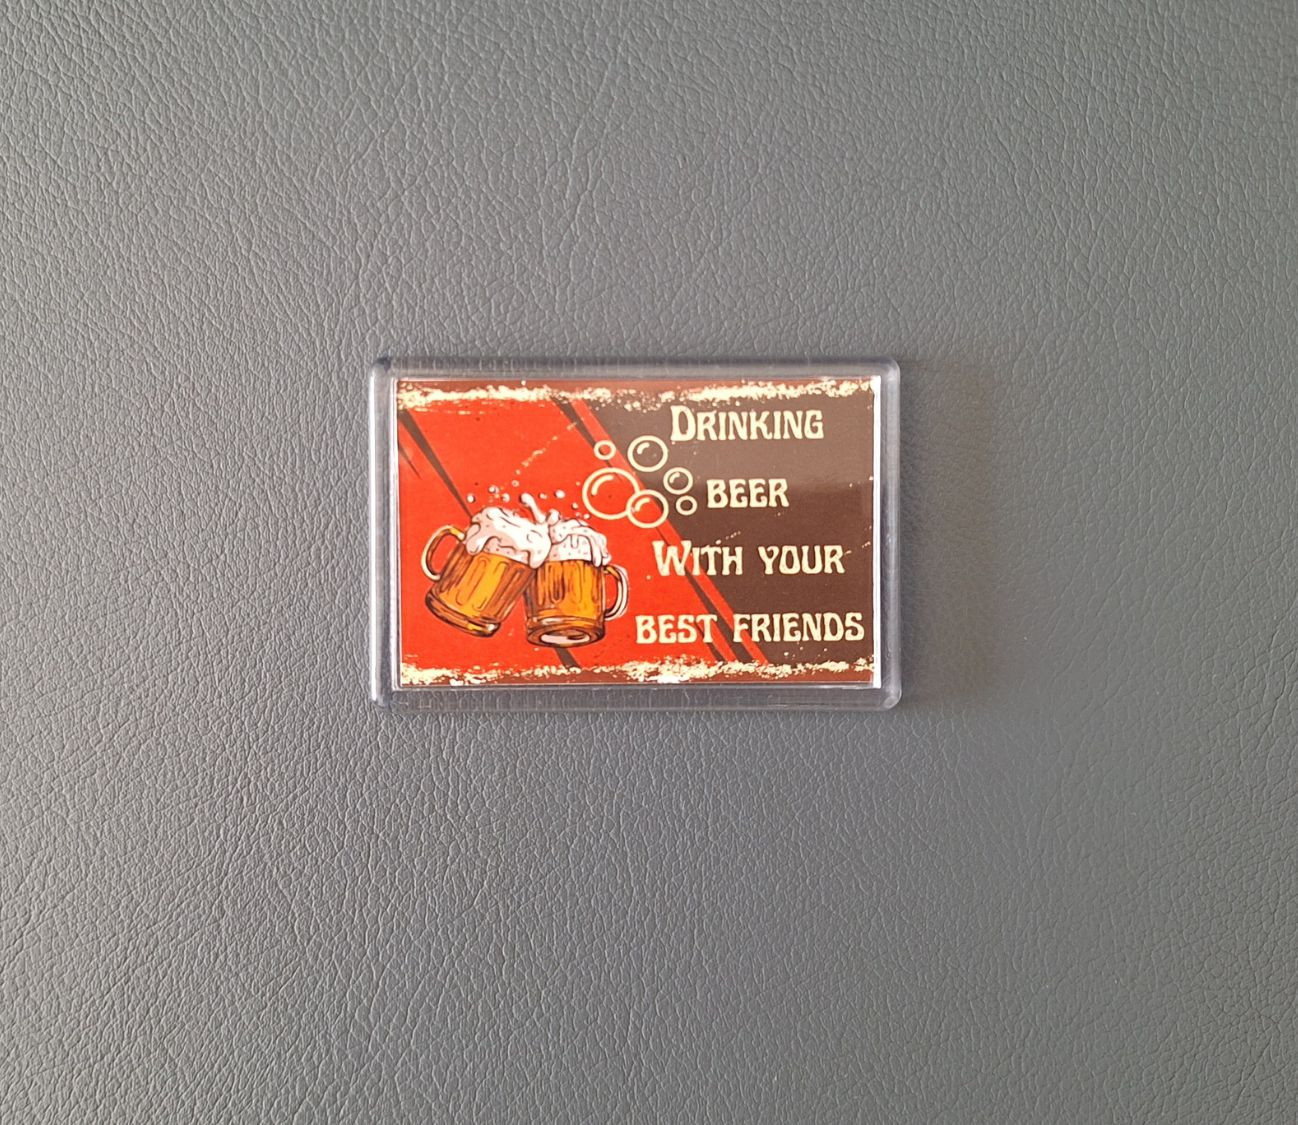 Drinking
beer
With your
best friends